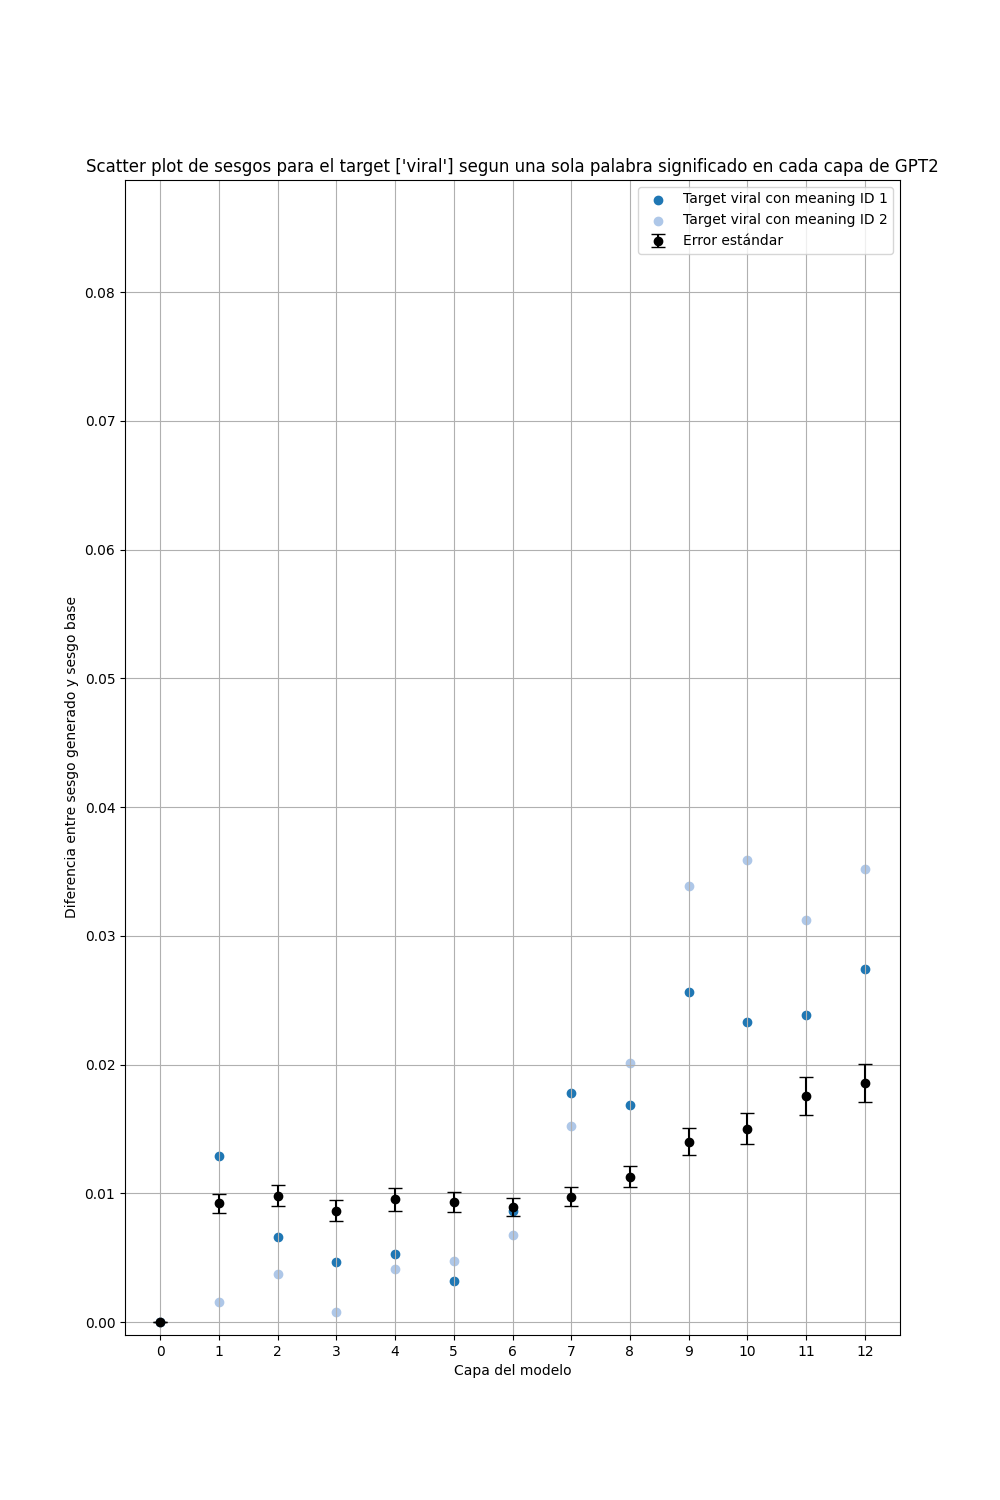 Scatter plot de sesgos para el target ['viral'] segun una sola palabra significado en cada capa de GPT2
Target viral con meaning ID 1
Target viral con meaning ID 2
Error estándar
Diferencia entre sesgo generado y sesgo base
0.08
0.07
0.06
0.05
0.04
0.03
0.02
0.01
0.00
0 1 2 3 4 5 6 7 8 9 10 11 12
Capa del modelo